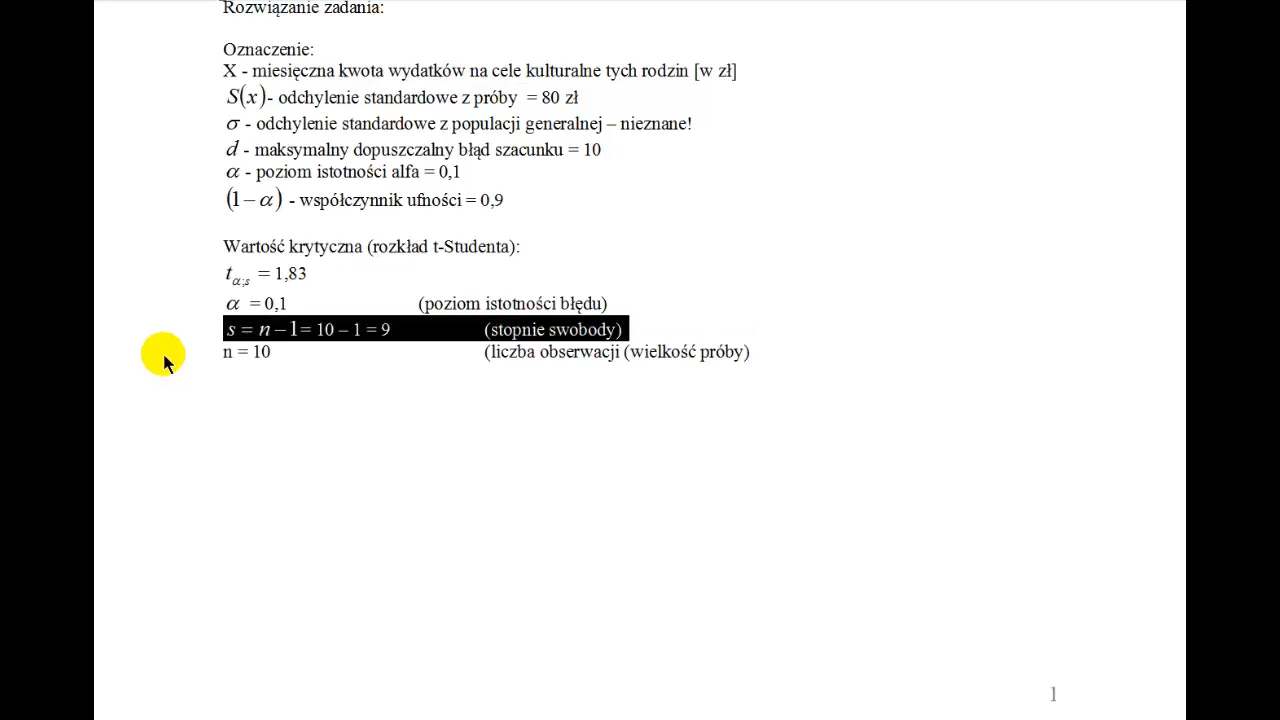 Rozwiązanie zadania:
Oznaczenie:
X - miesięczna kwota wydatków na cele kulturalne tych rodzin [w zł]
S(x)- odchylenie standardowe z próby = 80 zł
σ - odchylenie standardowe z populacji generalnej – nieznane!
d - maksymalny dopuszczalny błąd szacunku = 10
α - poziom istotności alfa = 0,1
(1 – α) - współczynnik ufności = 0,9
Wartość krytyczna (rozkład t-Studenta):
t α;s = 1,83
α = 0,1 (poziom istotności błędu)
s = n – 1 = 10 – 1 = 9 (stopnie swobody)
n = 10 (liczba obserwacji (wielkość próby)
1